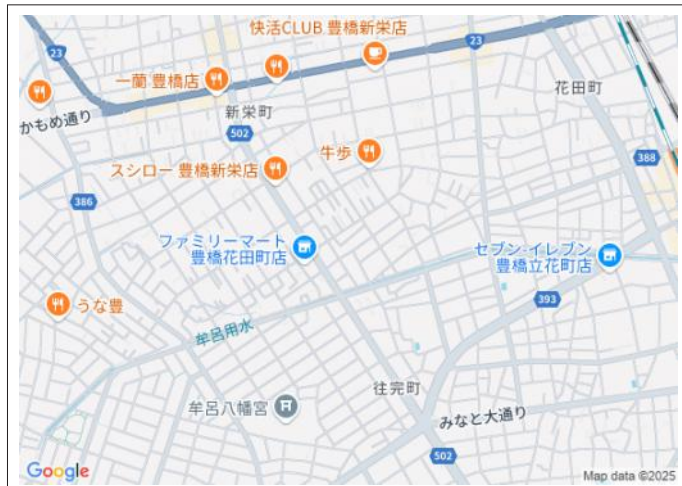 快活CLUB 豊橋新栄店
23
23
一蘭 豊橋店
花田町
かもめ通り
新栄町
502
牛歩
388
スシロー 豊橋新栄店
386
ファミリーマート
豊橋花田町店
セブン-イレブン
豊橋立花町店
393
うな豊
牟呂用水
往完町
牟呂八幡宮
みなと大通り
502
Google
Map data ©2025